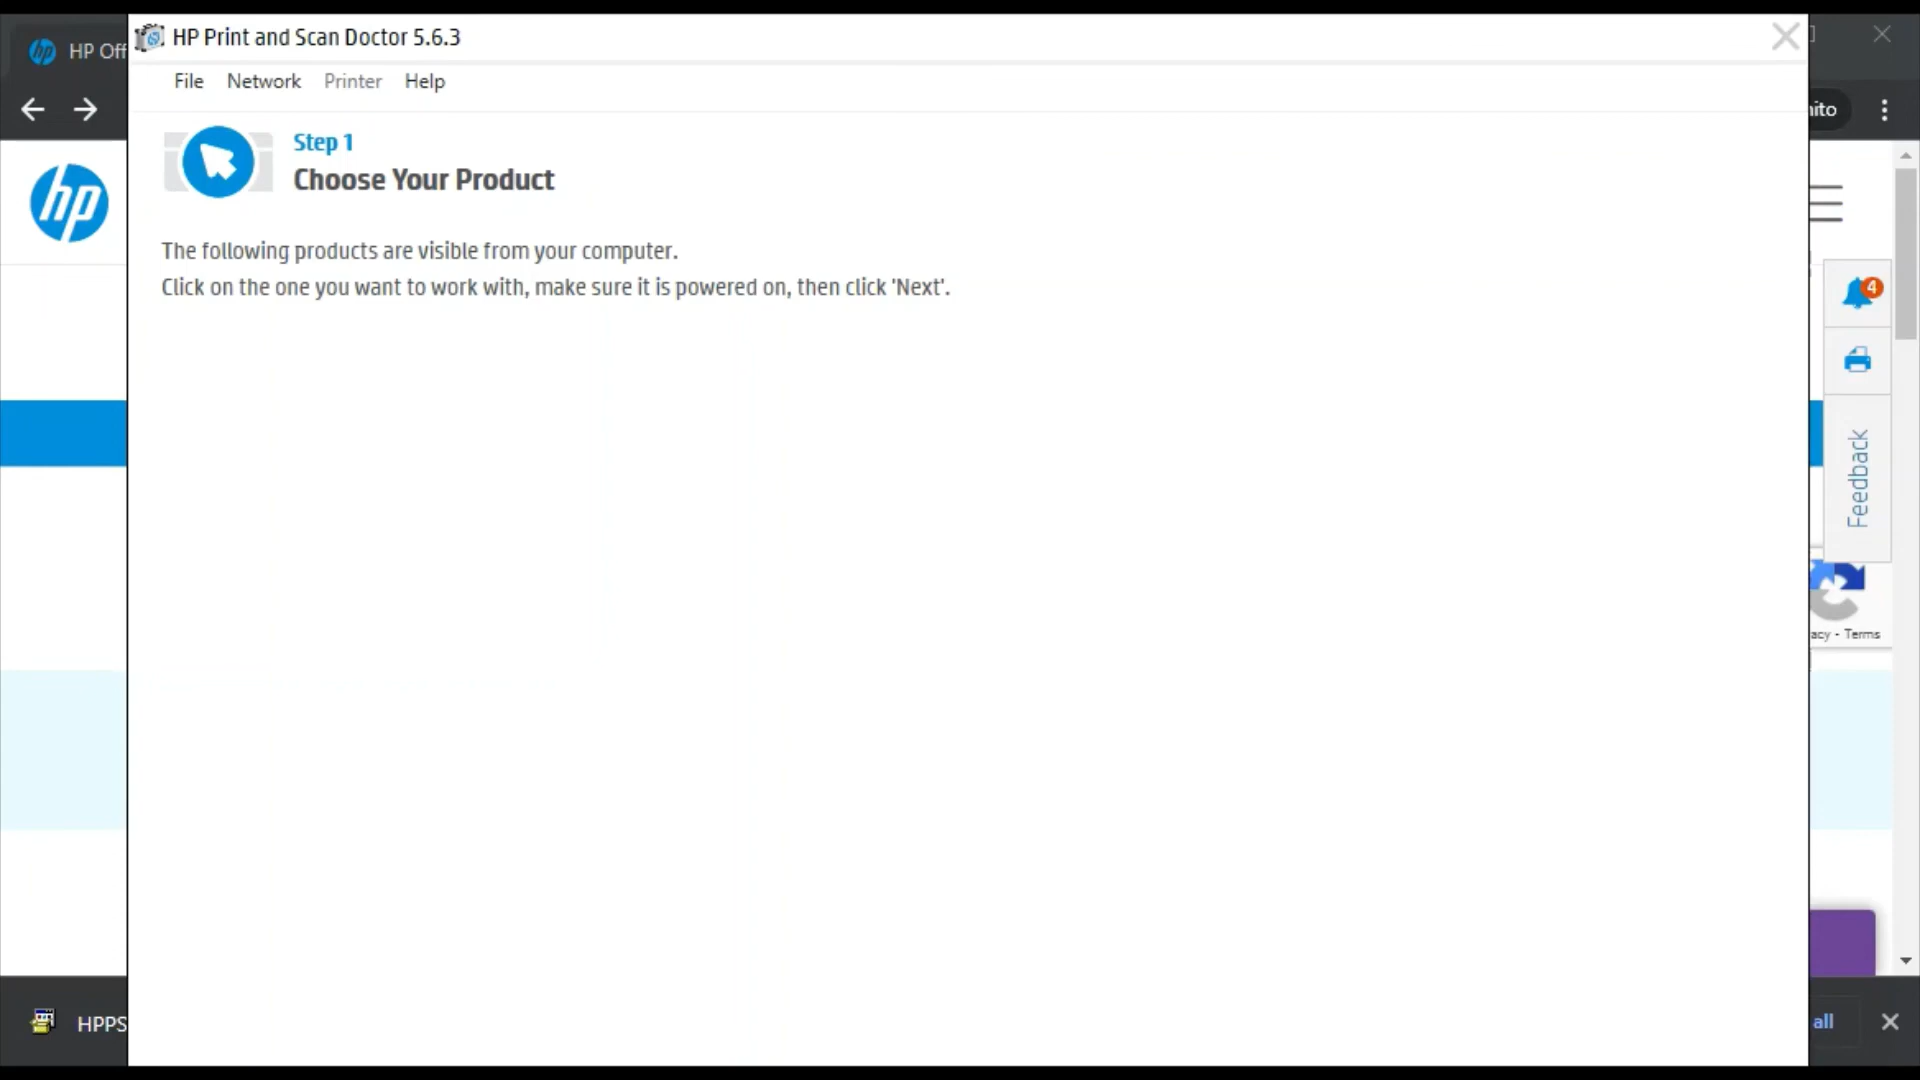 HP Off
HP Print and Scan Doctor 5.6.3
File Network Printer Help
hp
Step 1
Choose Your Product
The following products are visible from your computer.
Click on the one you want to work with, make sure it is powered on, then click 'Next'.
4
Feedback
acy - Terms
HPPS
all